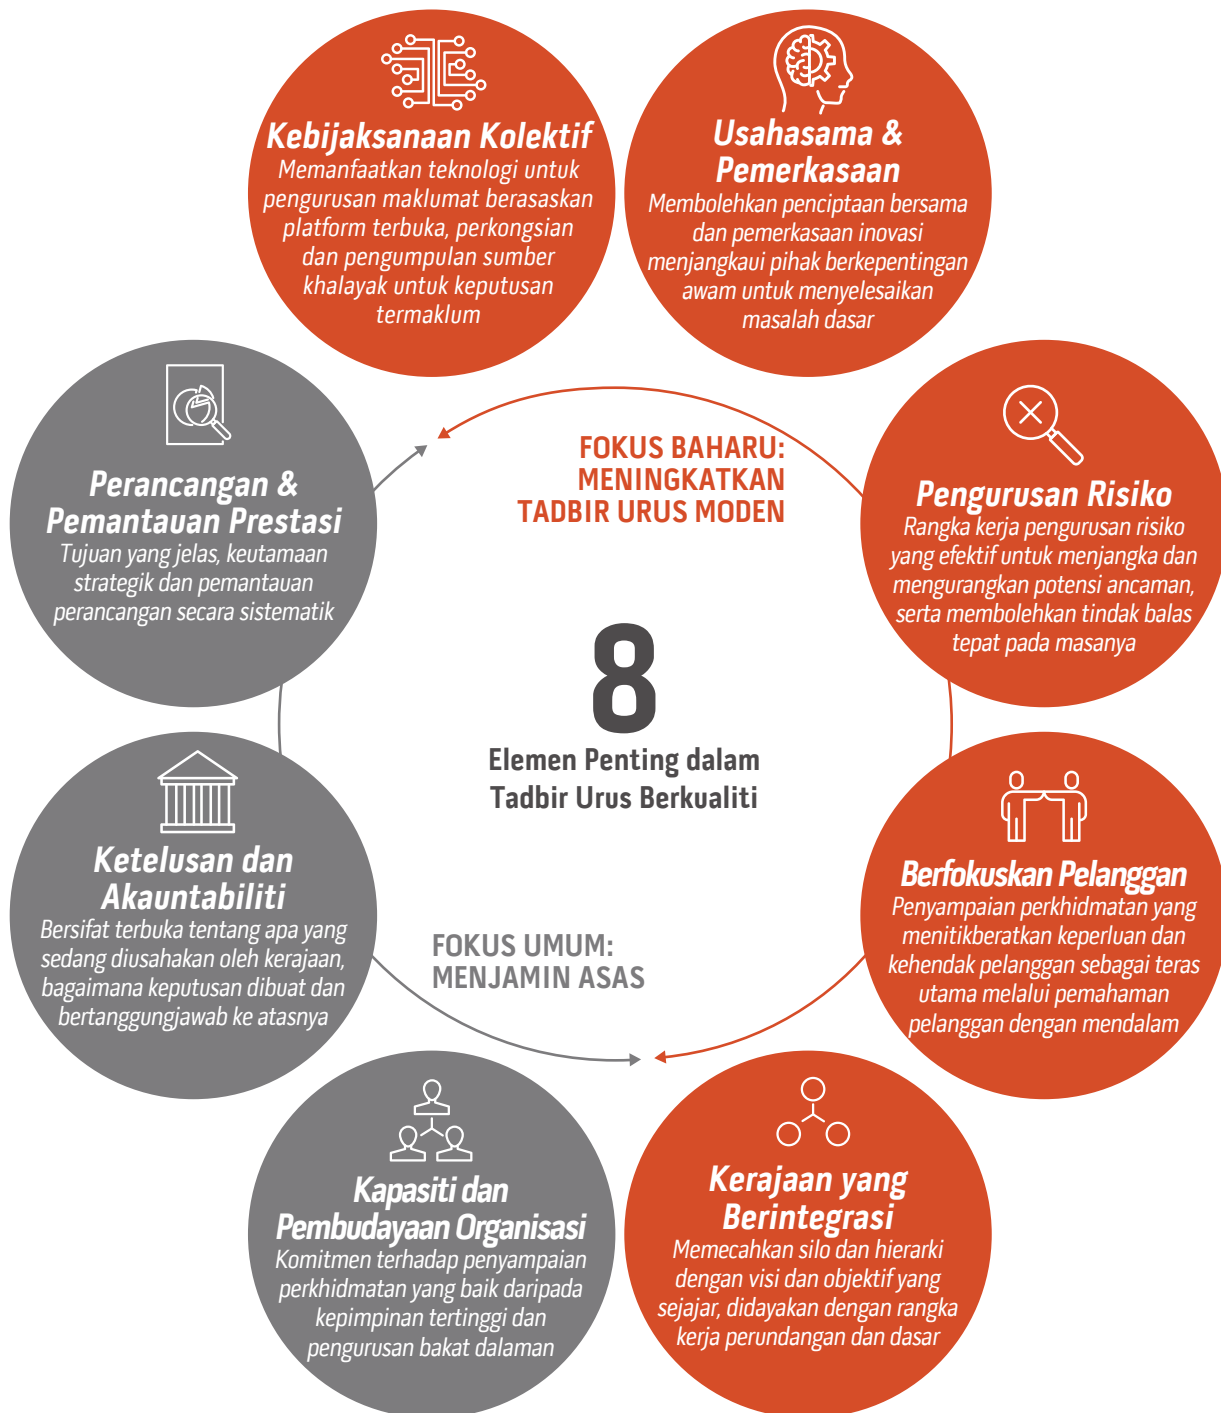 Kebijaksanaan Kolektif
Memanfaatkan teknologi untuk
pengurusan maklumat berasaskan
platform terbuka, perkongsian
dan pengumpulan sumber
khalayak untuk keputusan
termaklum
Usahasama &
Pemerkasaan
Membolehkan penciptaan bersama
dan pemerkasaan inovasi
menjangkaui pihak berkepentingan
awam untuk menyelesaikan
masalah dasar
Perancangan &
Pemantauan Prestasi
Tujuan yang jelas, keutamaan
strategik dan pemantauan
perancangan secara sistematik
FOKUS BAHARU:
MENINGKATKAN
TADBIR URUS MODEN
Pengurusan Risiko
Rangka kerja pengurusan risiko
yang efektif untuk menjangka dan
mengurangkan potensi ancaman,
serta membolehkan tindak balas
tepat pada masanya
8
Elemen Penting dalam
Tadbir Urus Berkualiti
Ketelusan dan
Akauntabiliti
Bersifat terbuka tentang apa yang
sedang diusahakan oleh kerajaan,
bagaimana keputusan dibuat dan
bertanggungjawab ke atasnya
FOKUS UMUM:
MENJAMIN ASAS
Berfokuskan Pelanggan
Penyampaian perkhidmatan yang
menitikberatkan keperluan dan
kehendak pelanggan sebagai teras
utama melalui pemahaman
pelanggan dengan mendalam
Kapasiti dan
Pembudayaan Organisasi
Komitmen terhadap penyampaian
perkhidmatan yang baik daripada
kepimpinan tertinggi dan
pengurusan bakat dalaman
Kerajaan yang
Berintegrasi
Memecahkan silo dan hierarki
dengan visi dan objektif yang
sejajar, didayakan dengan rangka
kerja perundangan dan dasar